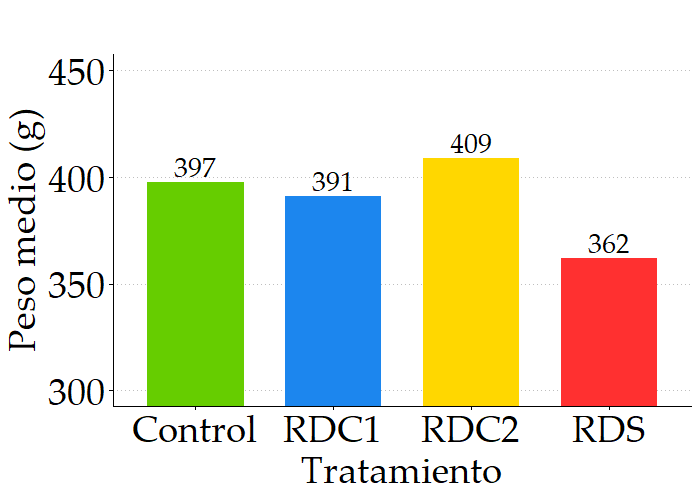 Peso medio (g)
450
400
350
300
397
391
409
362
Control RDC1 RDC2 RDS
Tratamiento